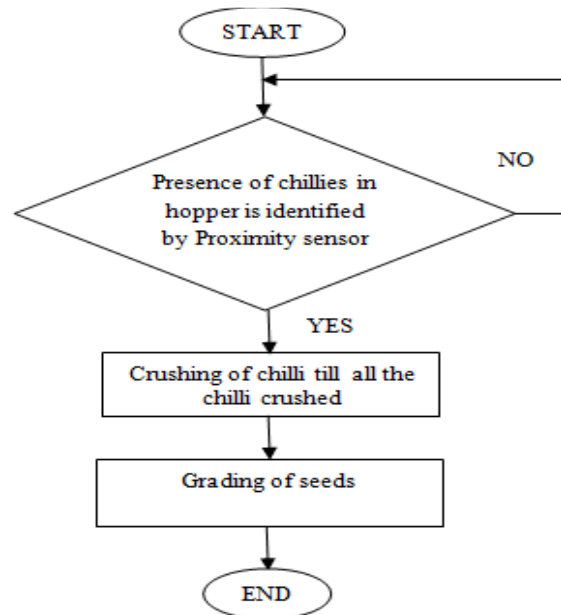 START
NO
Presence of chillies in
hopper is identified
by Proximity sensor
YES
Crushing of chilli till all the
chilli crushed
Grading of seeds
END